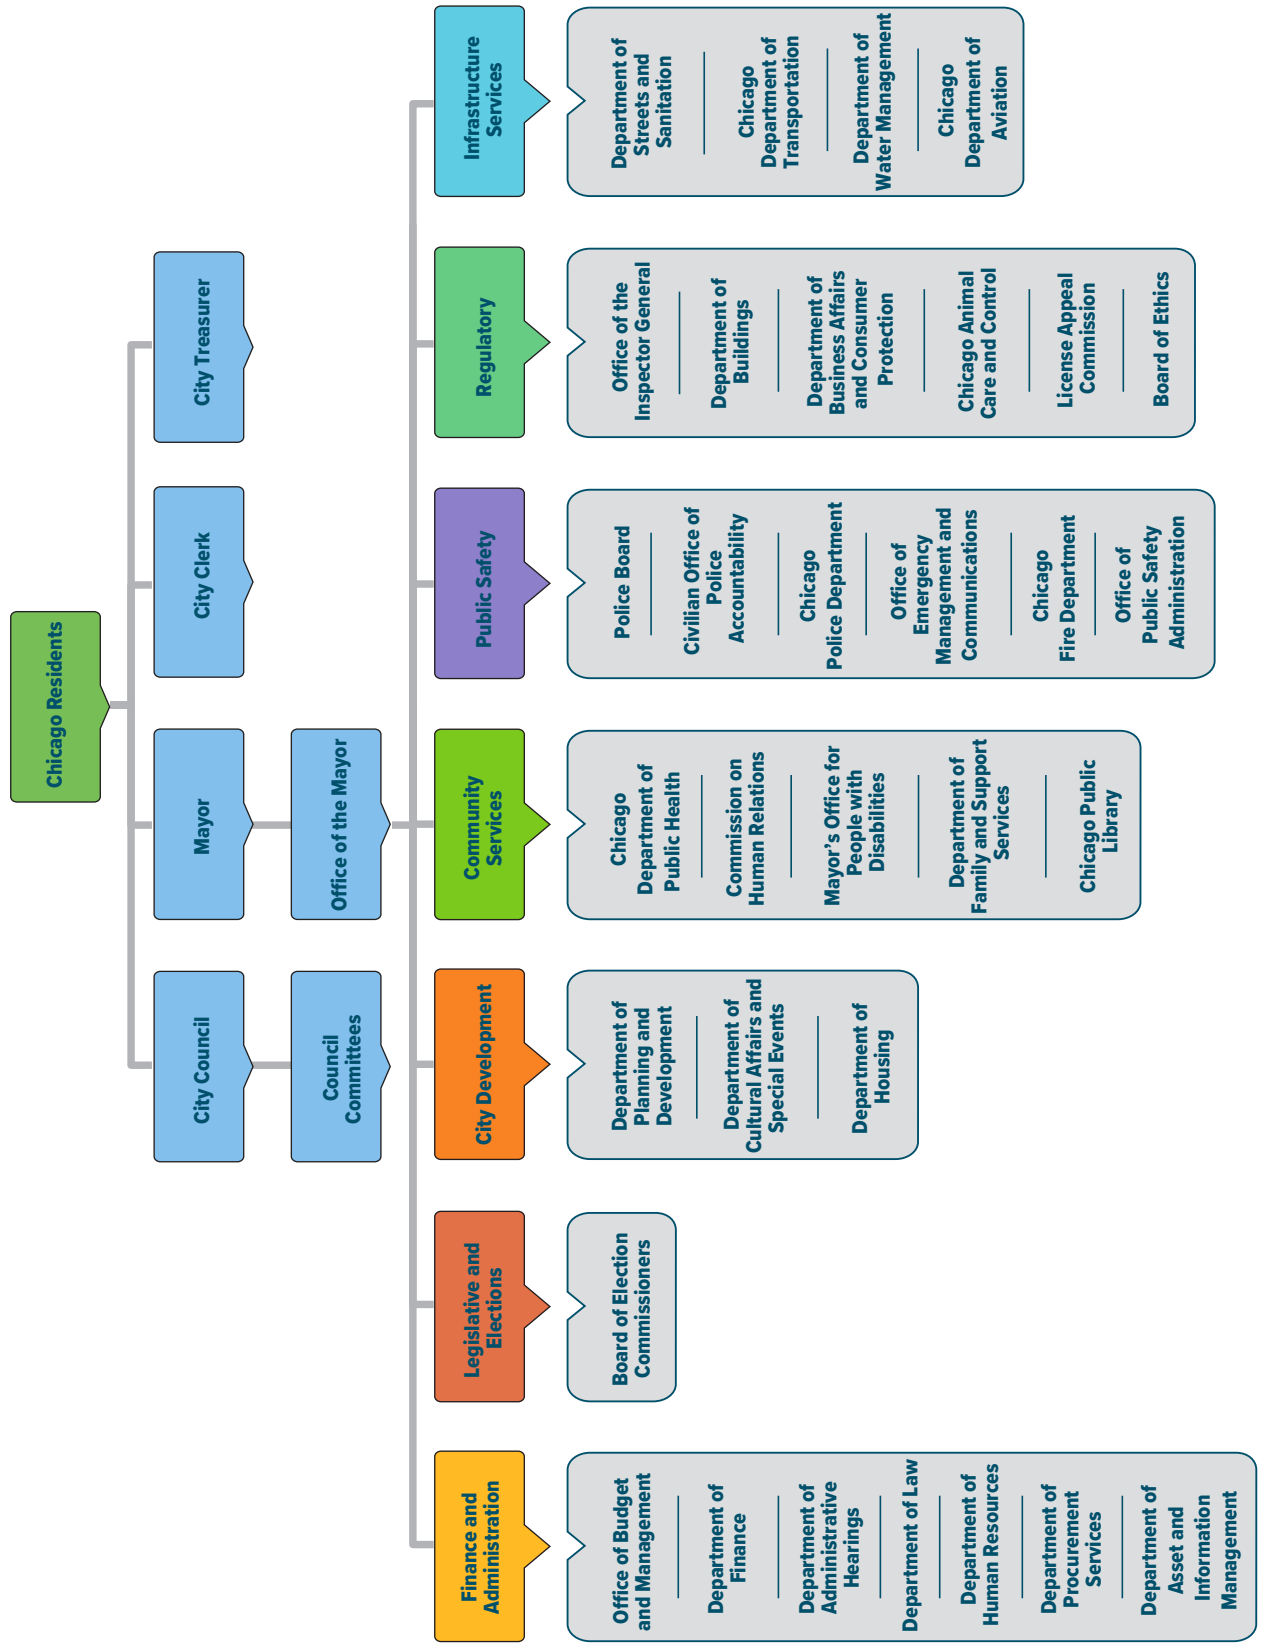 Chicago Residents
City Council
Mayor
City Clerk
City Treasurer
Council
Committees
Office of the Mayor
Finance and
Administration
Legislative and
Elections
City Development
Community
Services
Public Safety
Regulatory
Infrastructure
Services
Office of Budget
and Management
Department of
Finance
Department of
Administrative
Hearings
Department of Law
Department of
Human Resources
Department of
Procurement
Services
Department of
Asset and
Information
Management
Board of Election
Commissioners
Department of
Planning and
Development
Department of
Cultural Affairs and
Special Events
Department of
Housing
Chicago
Department of
Public Health
Commission on
Human Relations
Mayor's Office for
People with
Disabilities
Department of
Family and Support
Services
Chicago Public
Library
Police Board
Civilian Office of
Police
Accountability
Chicago
Police Department
Office of
Emergency
Management and
Communications
Chicago
Fire Department
Office of
Public Safety
Administration
Office of the
Inspector General
Department of
Buildings
Department of
Business Affairs
and Consumer
Protection
Chicago Animal
Care and Control
License Appeal
Commission
Board of Ethics
Department of
Streets and
Sanitation
Chicago
Department of
Transportation
Department of
Water Management
Chicago
Department of
Aviation